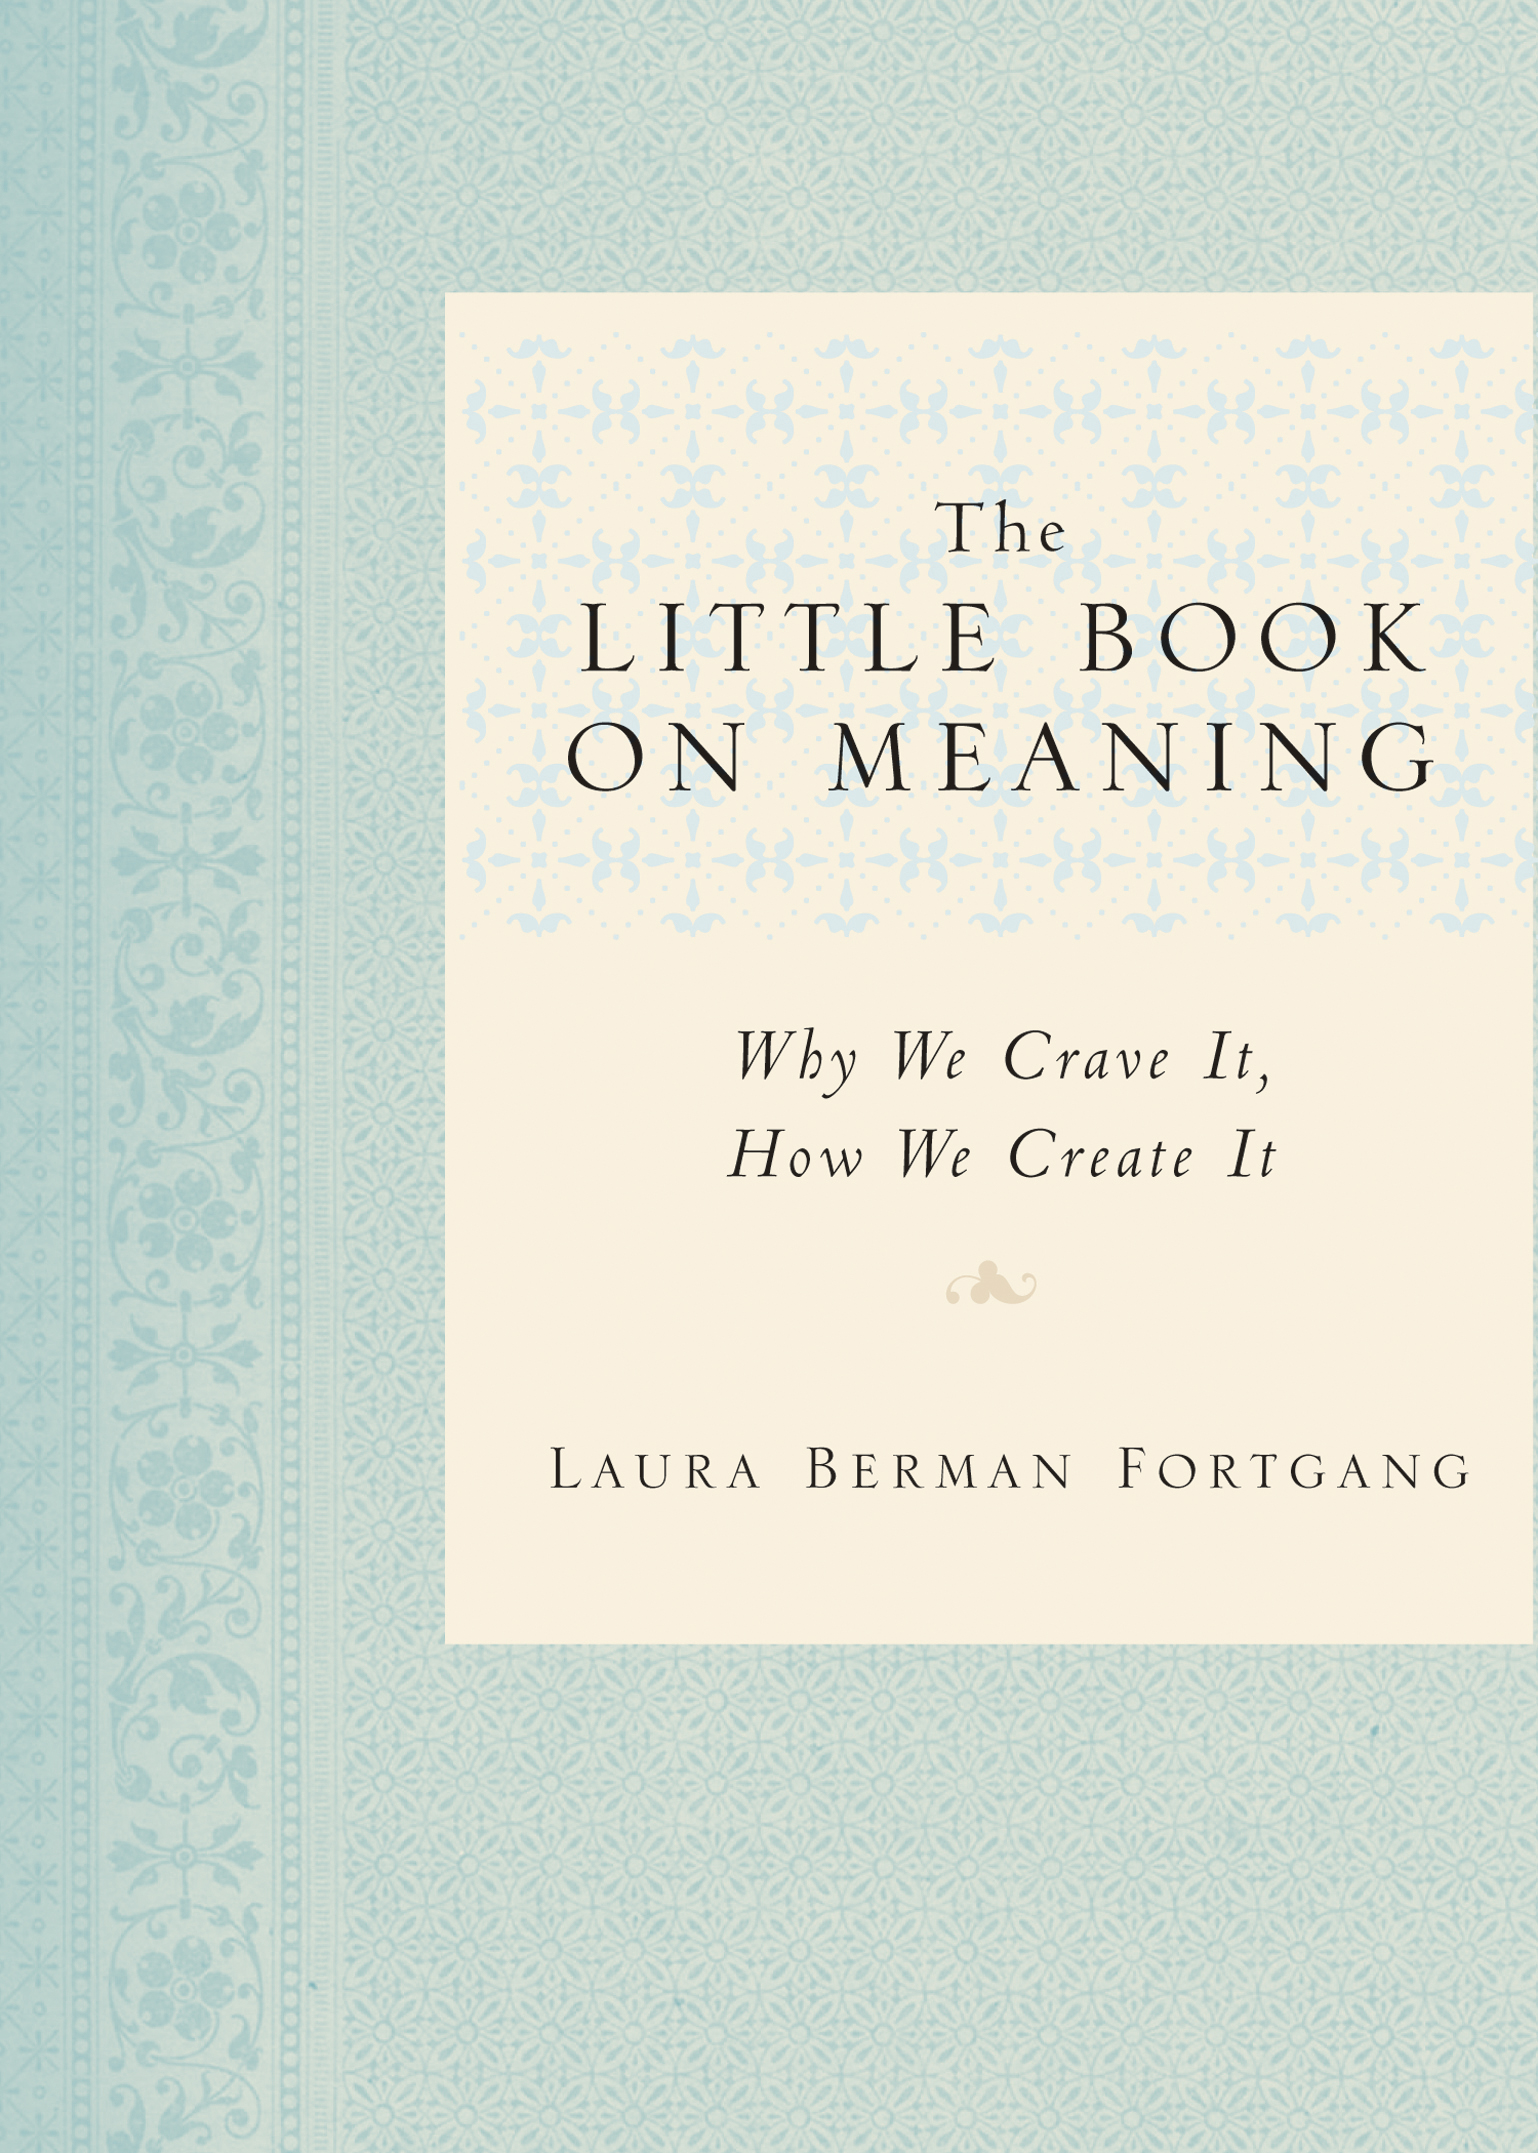 The
LITTLE BOOK
ON MEANING
Why We Crave It,
How We Create It
LAURA BERMAN FORTGANG